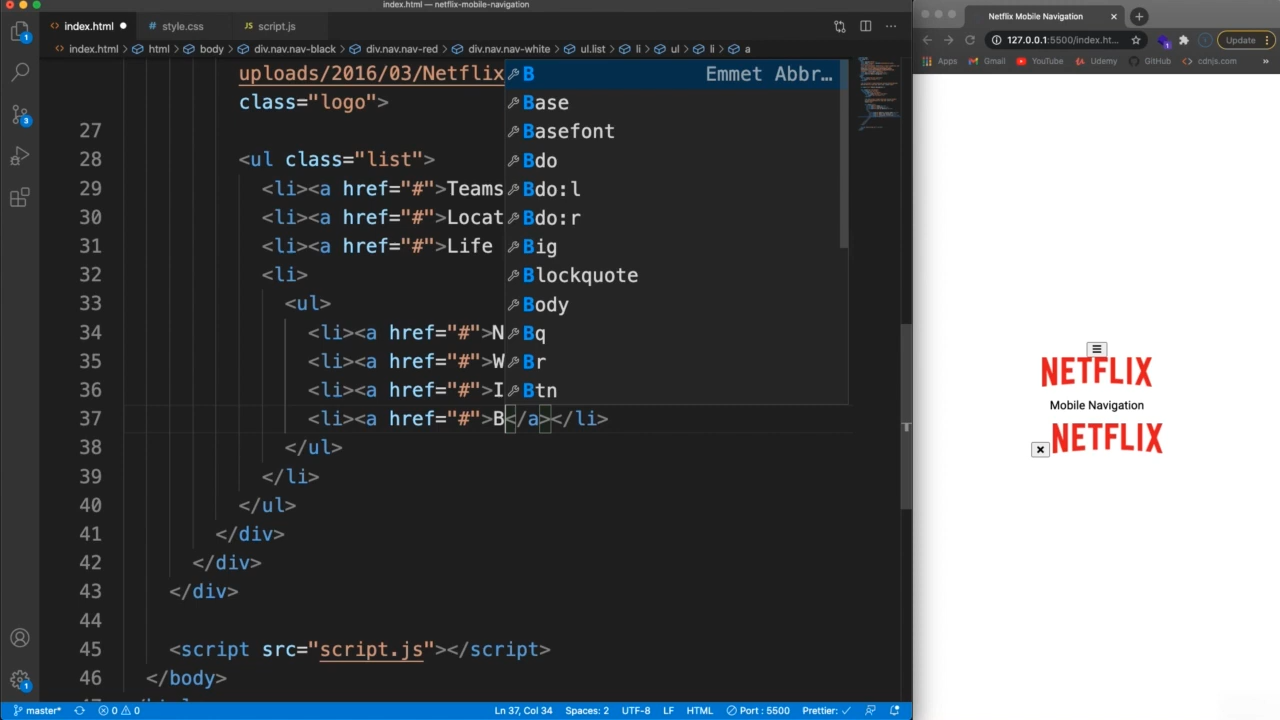 index.html — netflix-mobile-navigation
index.html
style.css
script.js
index.html > html > body > div.nav.nav-black > div.nav.nav-red > div.nav.nav-white > ul.list > li > ul > li > a
uploads/2016/03/Netflix
class="logo">
27
28 <ul class="list">
29 <li><a href="#">Teams
30 <li><a href="#">Locat
31 <li><a href="#">Life
32 <li>
33 <ul>
34 <li><a href="#">N
35 <li><a href="#">W
36 <li><a href="#">I
37 <li><a href="#">B</a></li>
38 </ul>
39 </li>
40 </ul>
41 </div>
42 </div>
43 </div>
44
45 <script src="script.js"></script>
46 </body>
B Emmet Abbr...
Base
Basefont
Bdo
Bdo:l
Bdo:r
Big
Blockquote
Body
Bq
Br
Btn
1
3
1
master*
0
0
Ln 37, Col 34
Spaces: 2
UTF-8
LF
HTML
Port : 5500
Prettier: ✓
Netflix Mobile Navigation
127.0.0.1:5500/index.ht...
Update
Apps
Gmail
YouTube
Udemy
GitHub
cdnjs.com
»
NETFLIX
Mobile Navigation
NETFLIX